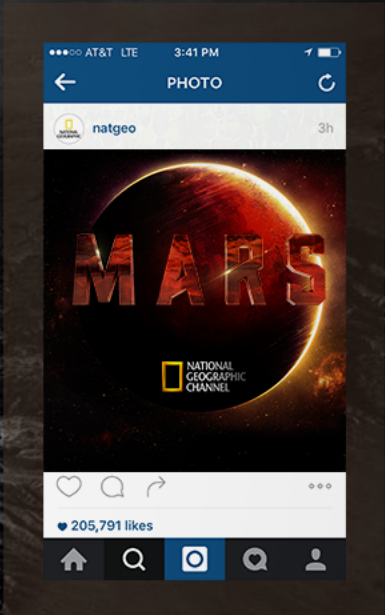 AT&T LTE 3:41 PM
PHOTO
natgeo 3h
MARS
NATIONAL
GEOGRAPHIC
CHANNEL
205,791 likes